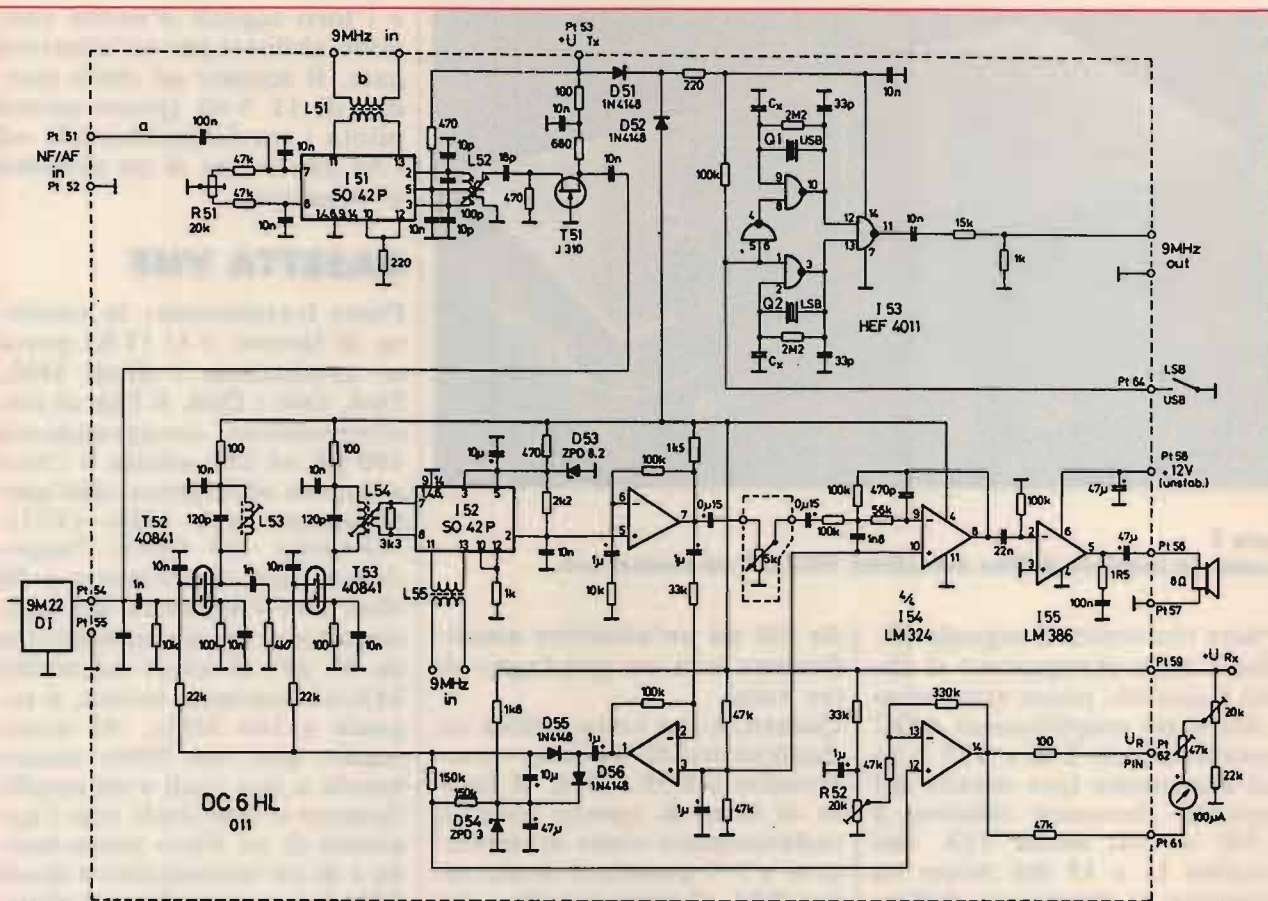 9MHz in
b
L51
Pt 53
+U Tx
100
10n
680
D51
1N4148
D52
1N4148
220
10n
Cx
33p
2M2
Q1
USB
Pt 51
a
100n
NF/AF
in
Pt 52
47k
47k
R51
20k
10n
10n
11
13
7
6
I 51
SO 42 P
1,4,6,9,14
10
12
2
5
3
220
470
10p
10n
10p
L52
100p
18p
470
T51
J 310
10n
100k
9
8
10
4
5
6
1
2
3
12
13
14
7
11
10n
15k
1k
9MHz
out
Q2
LSB
2M2
Cx
33p
I 53
HEF 4011
Pt 64
LSB
USB
100
100
10n
10n
120p
L53
120p
L54
T52
40841
T53
40841
3k3
9
14
1,4,6,
3
5
7
8
I 52
SO 42 P
2
11
13
10
12
10µ
470
D53
ZPD 8.2
2k2
10n
1k
L55
9MHz
in
1k5
100k
6
5
7
0µ15
5k
0µ15
1µ
10k
1µ
33k
100k
100k
470p
56k
1n8
9
10
4
8
11
22n
100k
2
3
6
5
4
47µ
Pt 58
+ 12V
(unstab.)
47µ
Pt 56
8Ω
Pt 57
1R5
100n
4/4
I 54
LM 324
I 55
LM 386
9M22
DI
Pt 54
Pt 55
1n
10k
100
10n
1n
4k7
100
10n
22k
22k
1k8
150k
150k
D54
ZPD 3
D55
1N4148
D56
1N4148
10µ
47µ
1µ
100k
1
2
3
1µ
47k
47k
33k
1µ
R52
20k
47k
330k
13
12
14
100
47k
Pt 59
+U Rx
20k
UR
PIN
Pt
62
47k
22k
100µA
Pt 61
DC 6 HL
011